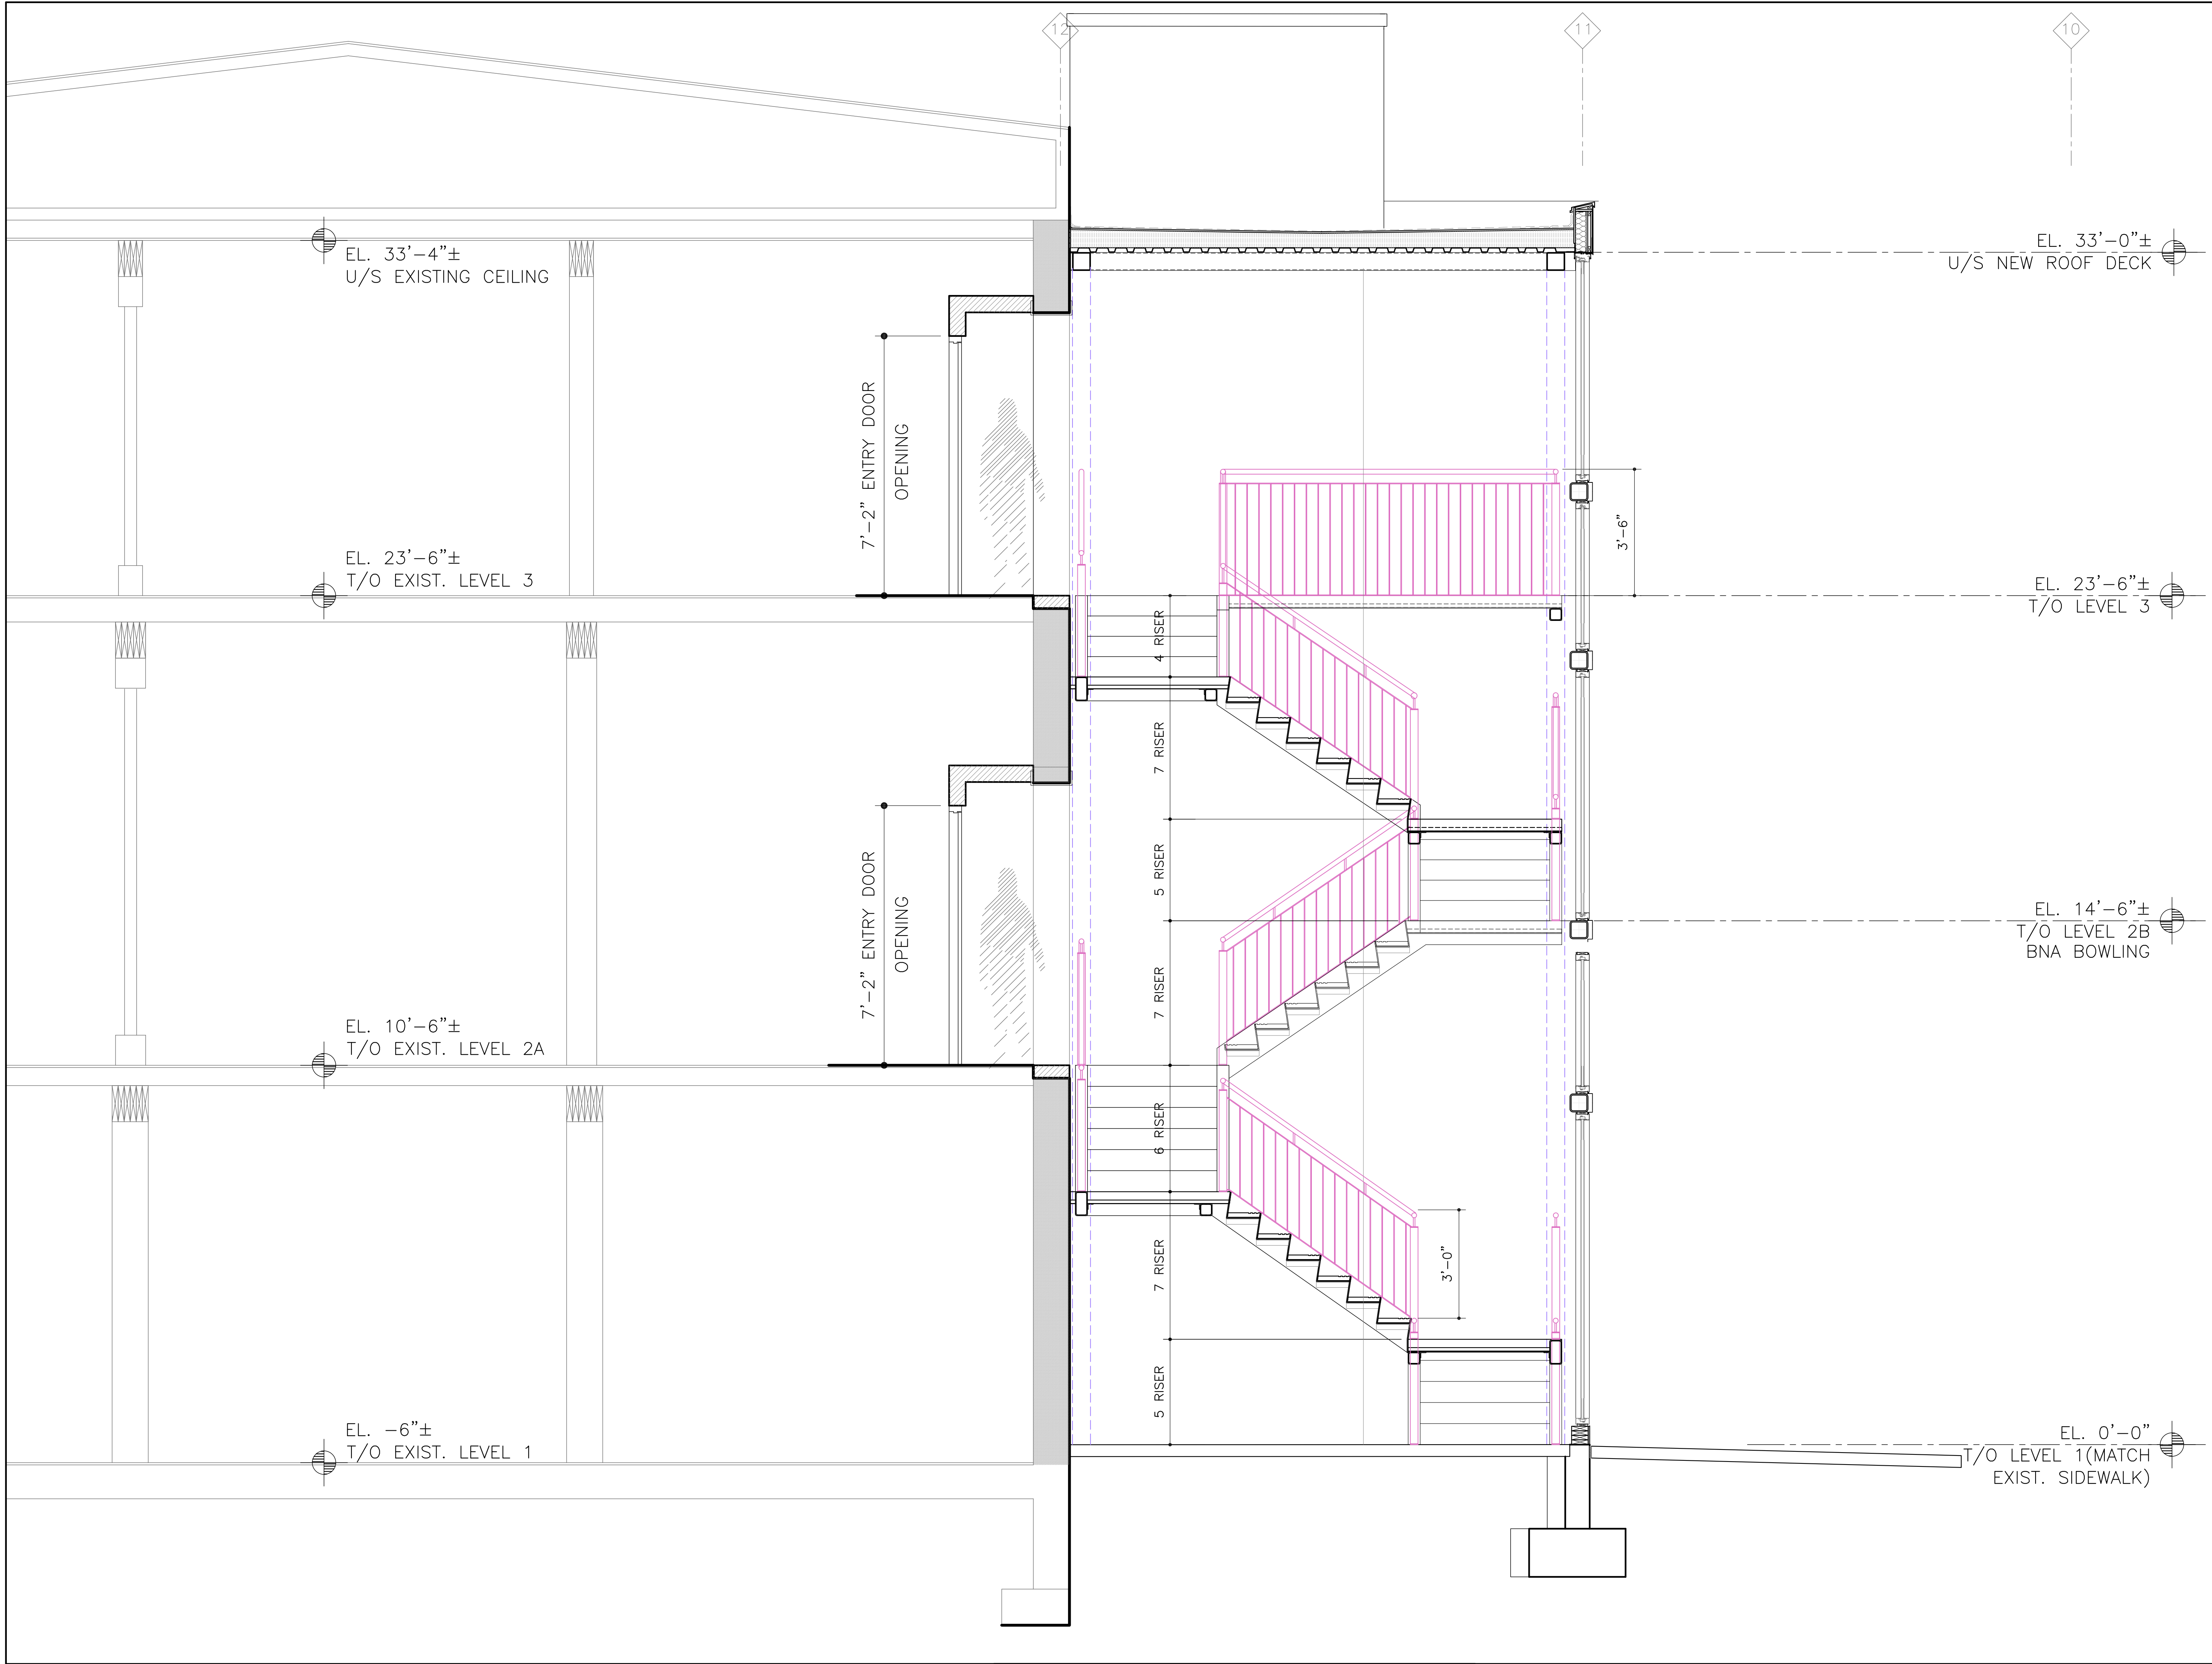 12
11
10
EL. 33'-4"±
U/S EXISTING CEILING
EL. 33'-0"±
U/S NEW ROOF DECK
7'-2" ENTRY DOOR
OPENING
3'-6"
EL. 23'-6"±
T/O EXIST. LEVEL 3
EL. 23'-6"±
T/O LEVEL 3
4 RISER
7 RISER
5 RISER
7'-2" ENTRY DOOR
OPENING
EL. 14'-6"±
T/O LEVEL 2B
BNA BOWLING
7 RISER
EL. 10'-6"±
T/O EXIST. LEVEL 2A
6 RISER
7 RISER
3'-0"
5 RISER
EL. -6"±
T/O EXIST. LEVEL 1
EL. 0'-0"
T/O LEVEL 1(MATCH
EXIST. SIDEWALK)